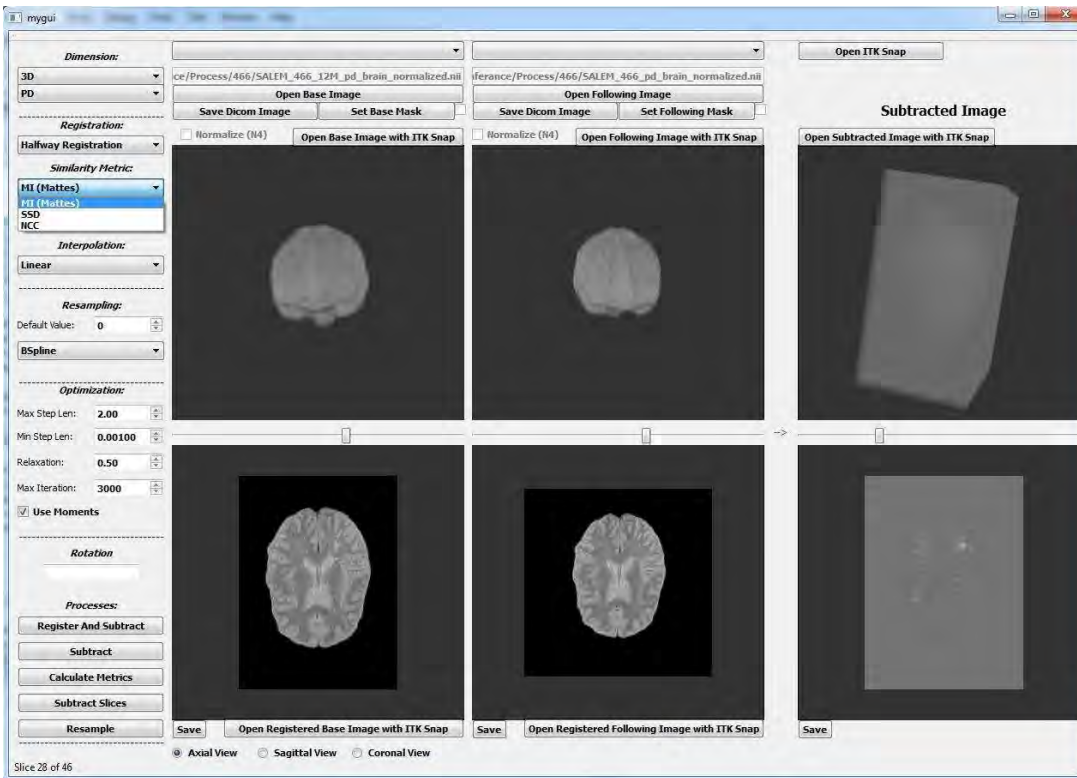 mygui
Dimension:
3D
PD
Registration:
Halfway Registration
Similarity Metric:
MI (Mattes)
MI (Mattes)
SSD
NCC
Interpolation:
Linear
Resampling:
Default Value: 0
BSpline
Optimization:
Max Step Len: 2.00
Min Step Len: 0.00100
Relaxation: 0.50
Max Iteration: 3000
Use Moments
Rotation
Processes:
Register And Subtract
Subtract
Calculate Metrics
Subtract Slices
Resample
Slice 28 of 46
ce/Process/466/SALEM_466_12M_pd_brain_normalized.nii
Open Base Image
Save Dicom Image Set Base Mask
Normalize (N4) Open Base Image with ITK Snap
Save Open Registered Base Image with ITK Snap
Axial View Sagittal View Coronal View
ferance/Process/466/SALEM_466_pd_brain_normalized.nii
Open Following Image
Save Dicom Image Set Following Mask
Normalize (N4) Open Following Image with ITK Snap
Save Open Registered Following Image with ITK Snap
-->
Open ITK Snap
Subtracted Image
Open Subtracted Image with ITK Snap
Save